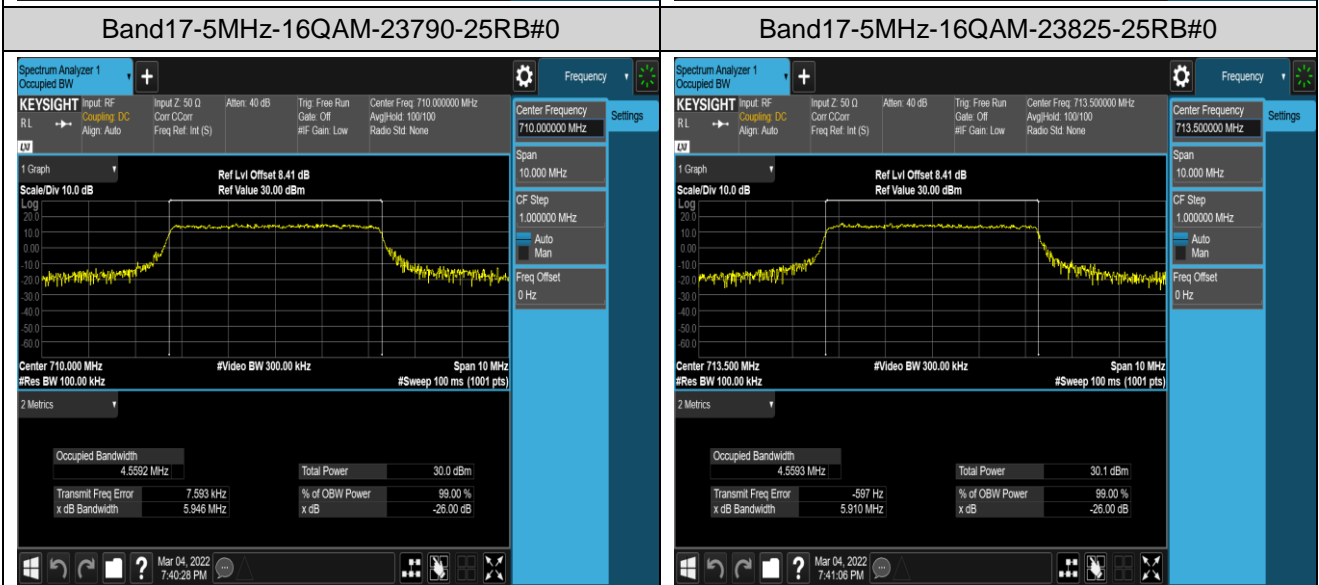 Band17-5MHz-16QAM-23790-25RB#0
Spectrum Analyzer 1
Occupied BW
+
Frequency
KEYSIGHT
RL
LXI
Input: RF
Coupling: DC
Align: Auto
Input Z: 50 Ω
Corr CCorr
Freq Ref: Int (S)
Atten: 40 dB
Trig: Free Run
Gate: Off
#IF Gain: Low
Center Freq: 710.000000 MHz
Avg|Hold: 100/100
Radio Std: None
Center Frequency
710.000000 MHz
Settings
Span
10.000 MHz
CF Step
1.000000 MHz
Auto
Man
Freq Offset
0 Hz
1 Graph
Scale/Div 10.0 dB
Ref Lvl Offset 8.41 dB
Ref Value 30.00 dBm
Log
20.0
10.0
0.00
-10.0
-20.0
-30.0
-40.0
-50.0
-60.0
Center 710.000 MHz
#Res BW 100.00 kHz
#Video BW 300.00 kHz
Span 10 MHz
#Sweep 100 ms (1001 pts)
2 Metrics
Occupied Bandwidth
4.5592 MHz
Total Power 30.0 dBm
Transmit Freq Error 7.593 kHz
% of OBW Power 99.00 %
x dB Bandwidth 5.946 MHz
x dB -26.00 dB
?
Mar 04, 2022
7:40:28 PM
Band17-5MHz-16QAM-23825-25RB#0
Spectrum Analyzer 1
Occupied BW
+
Frequency
KEYSIGHT
RL
LXI
Input: RF
Coupling: DC
Align: Auto
Input Z: 50 Ω
Corr CCorr
Freq Ref: Int (S)
Atten: 40 dB
Trig: Free Run
Gate: Off
#IF Gain: Low
Center Freq: 713.500000 MHz
Avg|Hold: 100/100
Radio Std: None
Center Frequency
713.500000 MHz
Settings
Span
10.000 MHz
CF Step
1.000000 MHz
Auto
Man
Freq Offset
0 Hz
1 Graph
Scale/Div 10.0 dB
Ref Lvl Offset 8.41 dB
Ref Value 30.00 dBm
Log
20.0
10.0
0.00
-10.0
-20.0
-30.0
-40.0
-50.0
-60.0
Center 713.500 MHz
#Res BW 100.00 kHz
#Video BW 300.00 kHz
Span 10 MHz
#Sweep 100 ms (1001 pts)
2 Metrics
Occupied Bandwidth
4.5593 MHz
Total Power 30.1 dBm
Transmit Freq Error -597 Hz
% of OBW Power 99.00 %
x dB Bandwidth 5.910 MHz
x dB -26.00 dB
?
Mar 04, 2022
7:41:06 PM